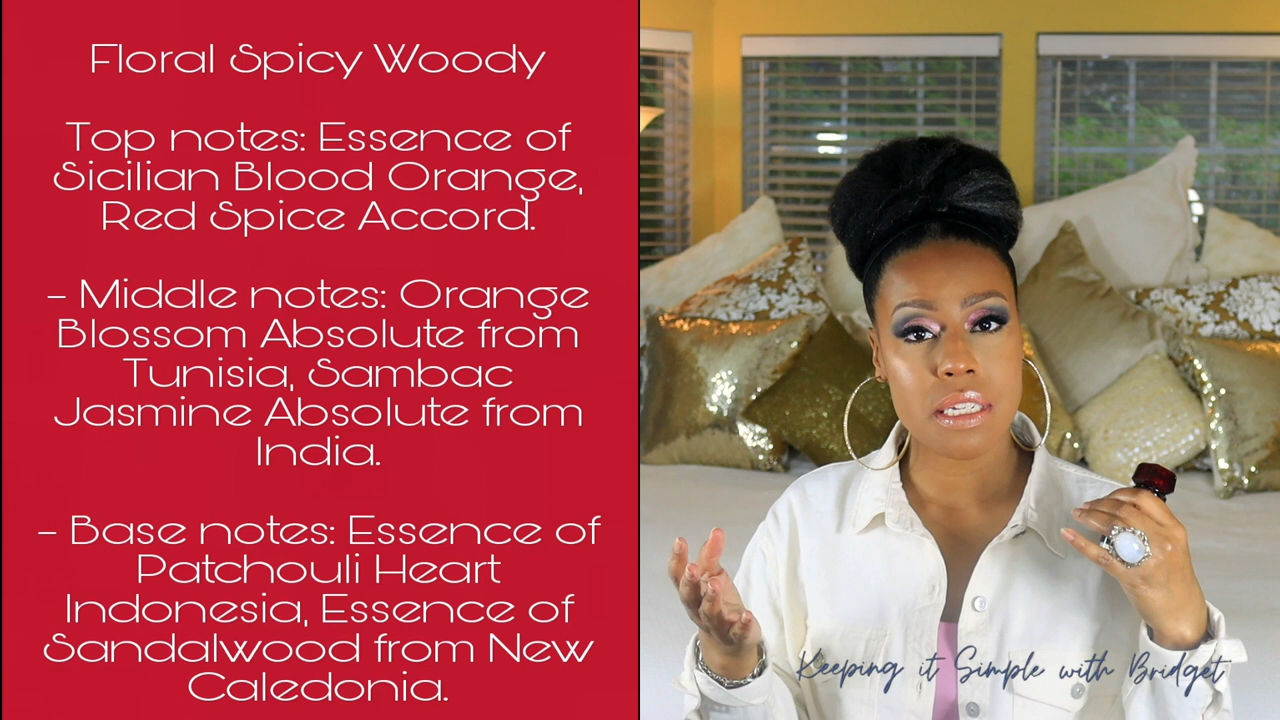 Floral Spicy Woody
Top notes: Essence of
Sicilian Blood Orange,
Red Spice Accord.
- Middle notes: Orange
Blossom Absolute from
Tunisia, Sambac
Jasmine Absolute from
India.
- Base notes: Essence of
Patchouli Heart
Indonesia, Essence of
Sandalwood from New
Caledonia.
Keeping it Simple with Bridget